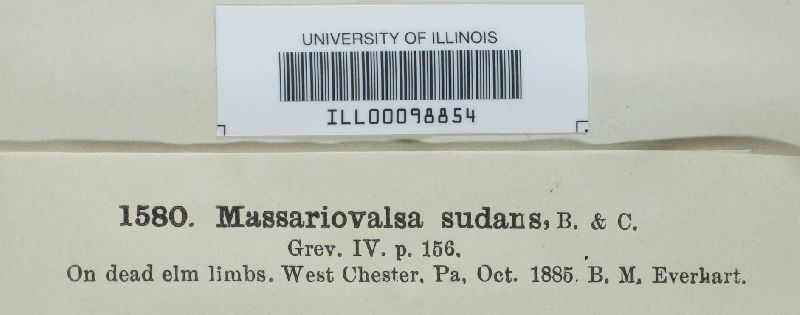 UNIVERSITY OF ILLINOIS
ILL00098854
1580. Massariovalsa sudans, B. & C.
Grev. IV. p. 156.
On dead elm limbs. West Chester, Pa, Oct. 1885. B. M, Everhart.